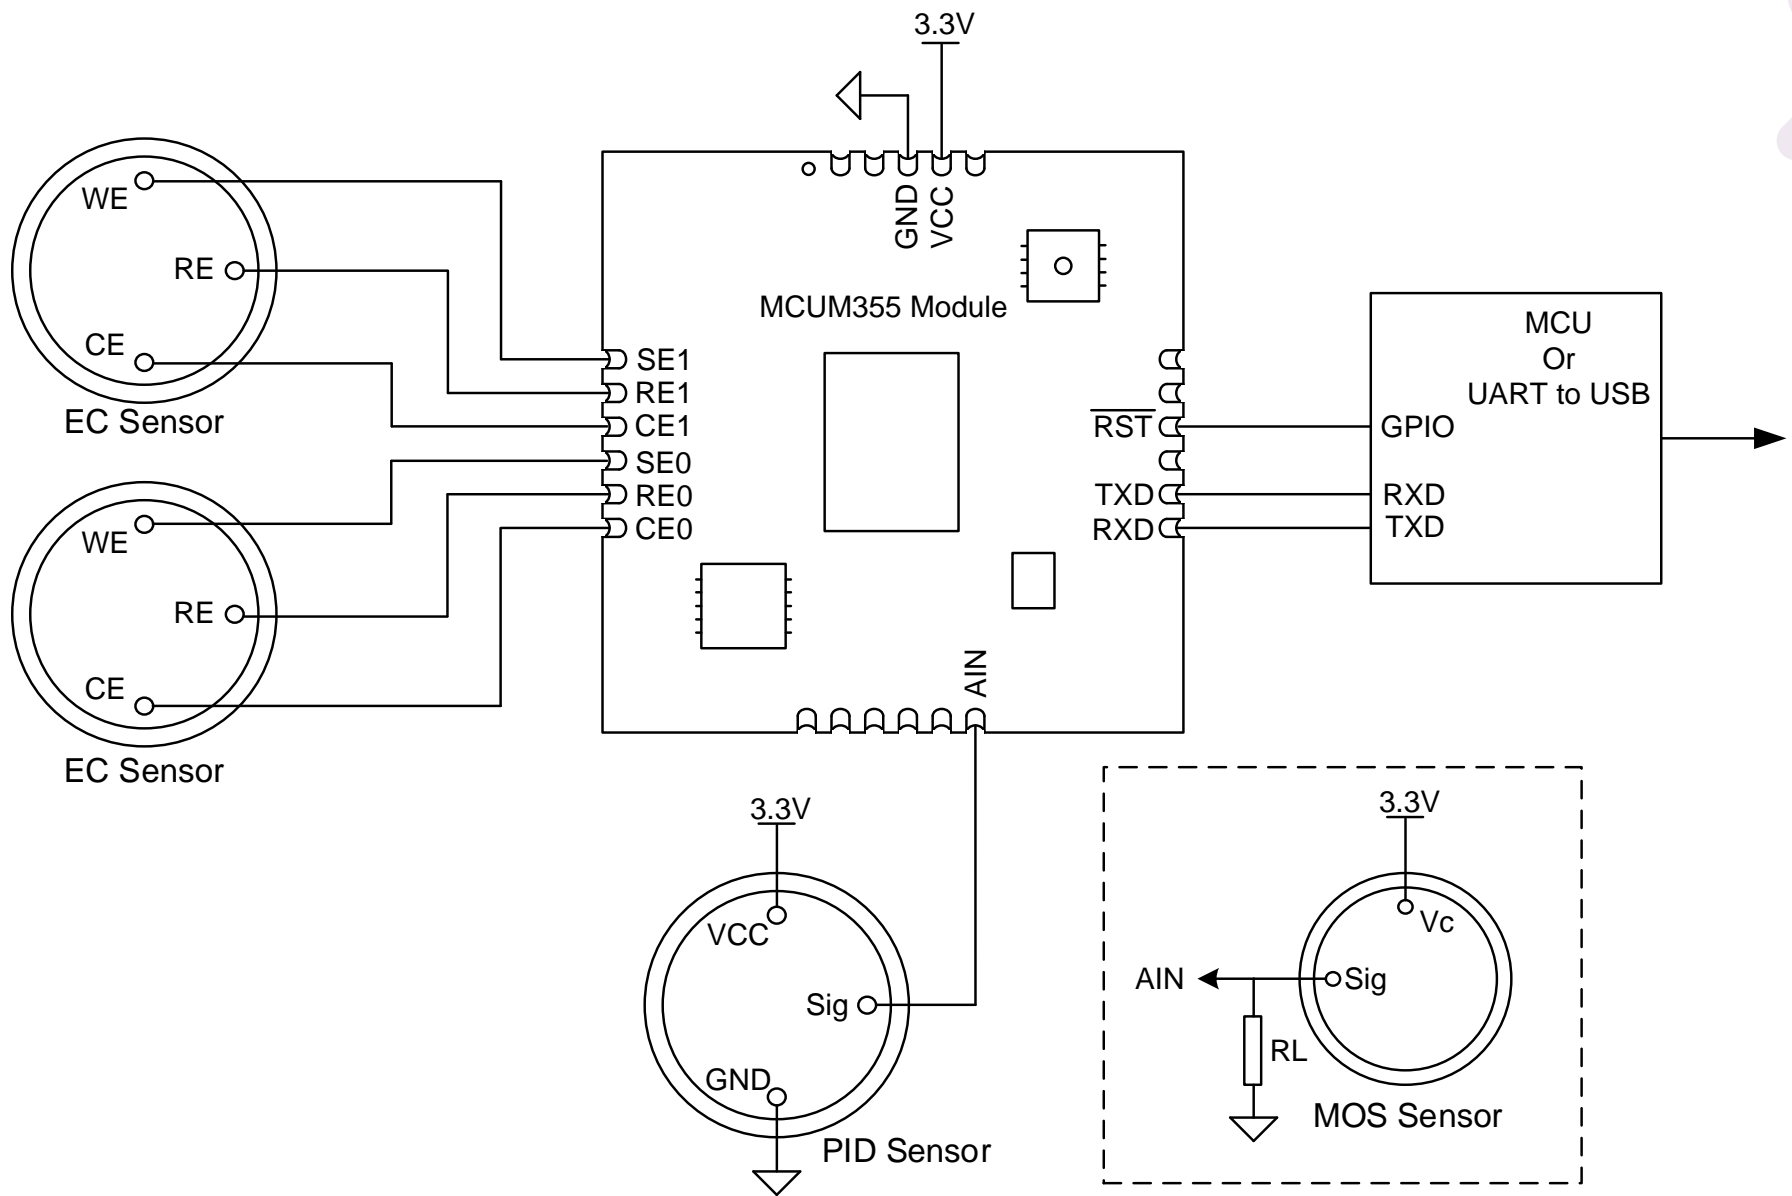 3.3V
GND
VCC
MCUM355 Module
WE
RE
CE
EC Sensor
WE
RE
CE
EC Sensor
SE1
RE1
CE1
SE0
RE0
CE0
RST
TXD
RXD
AIN
MCU
Or
UART to USB
GPIO
RXD
TXD
3.3V
VCC
Sig
GND
PID Sensor
3.3V
Vc
AIN
Sig
RL
MOS Sensor